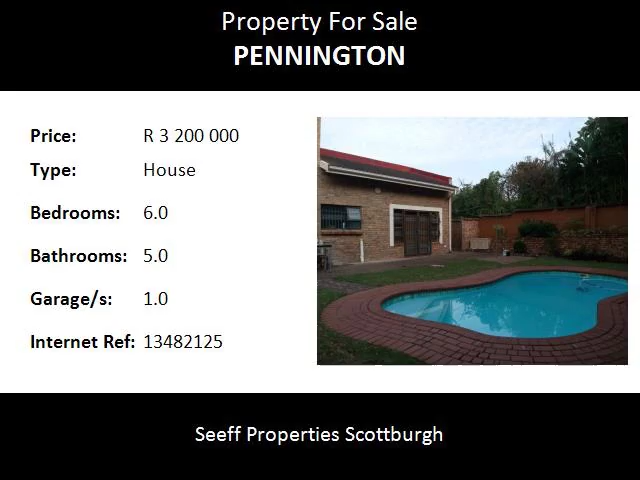 Property For Sale
PENNINGTON
Price: R 3 200 000
Type: House
Bedrooms: 6.0
Bathrooms: 5.0
Garage/s: 1.0
Internet Ref: 13482125
Seeff Properties Scottburgh